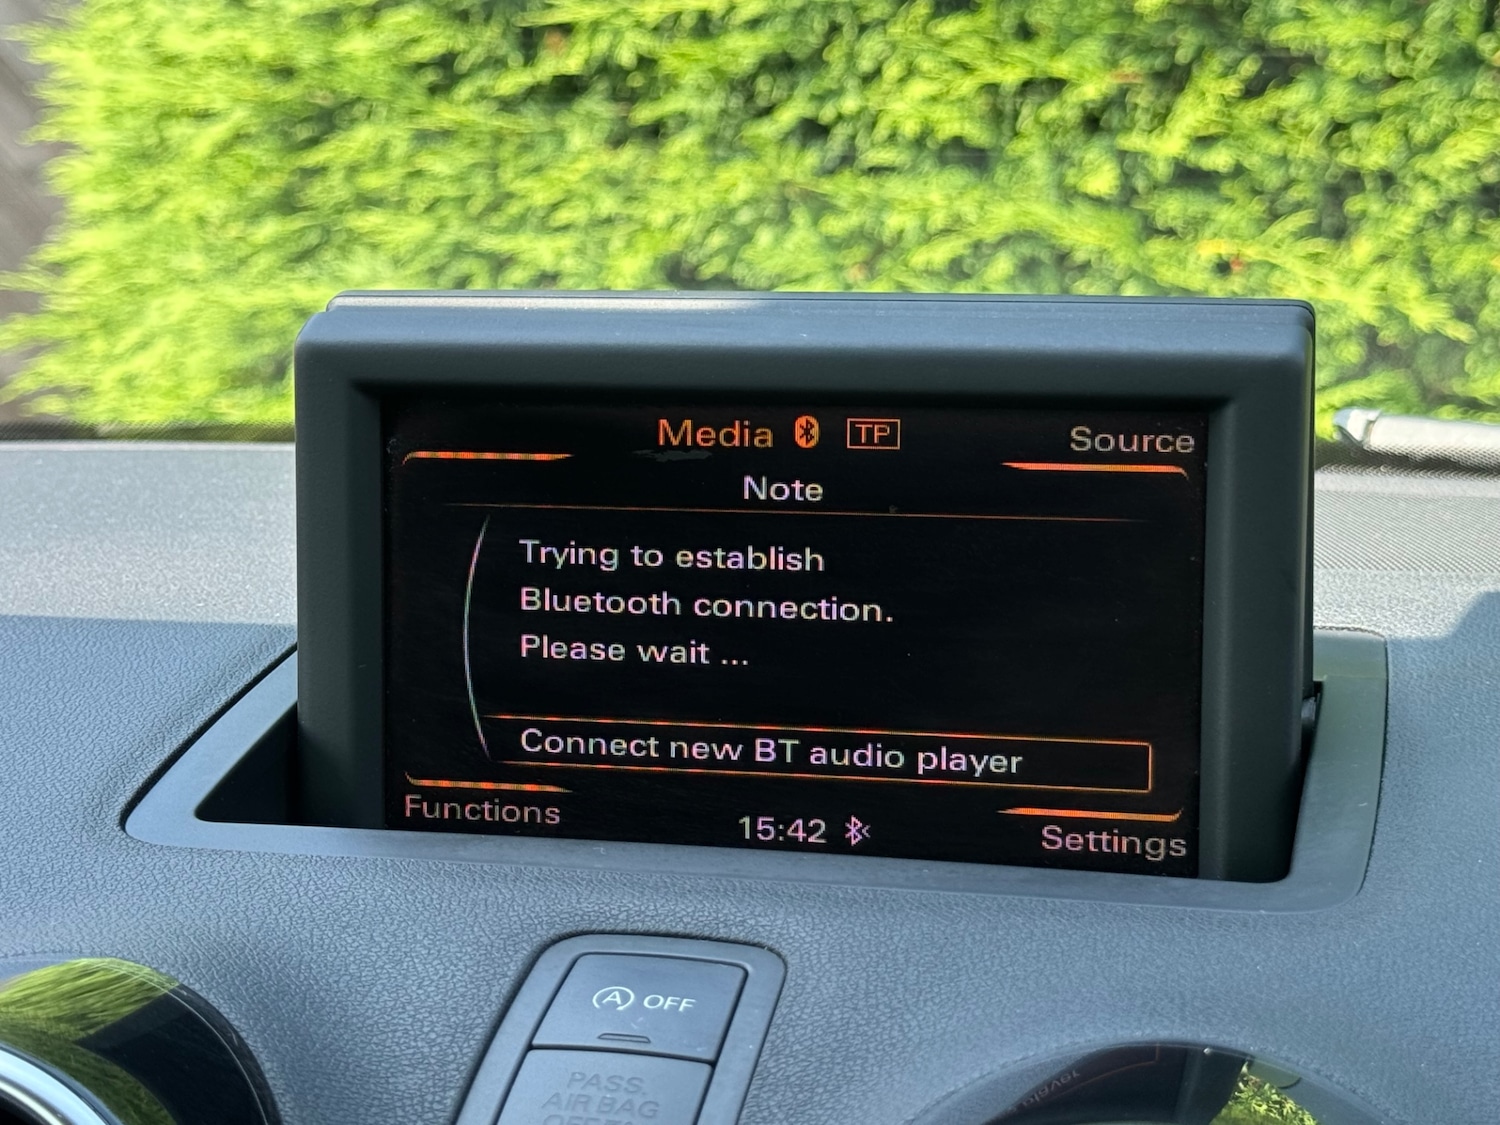 Media TP
Source
Note
Trying to establish
Bluetooth connection.
Please wait ...
Connect new BT audio player
Functions
15:42
Settings
A OFF
PASS
AIR BAG